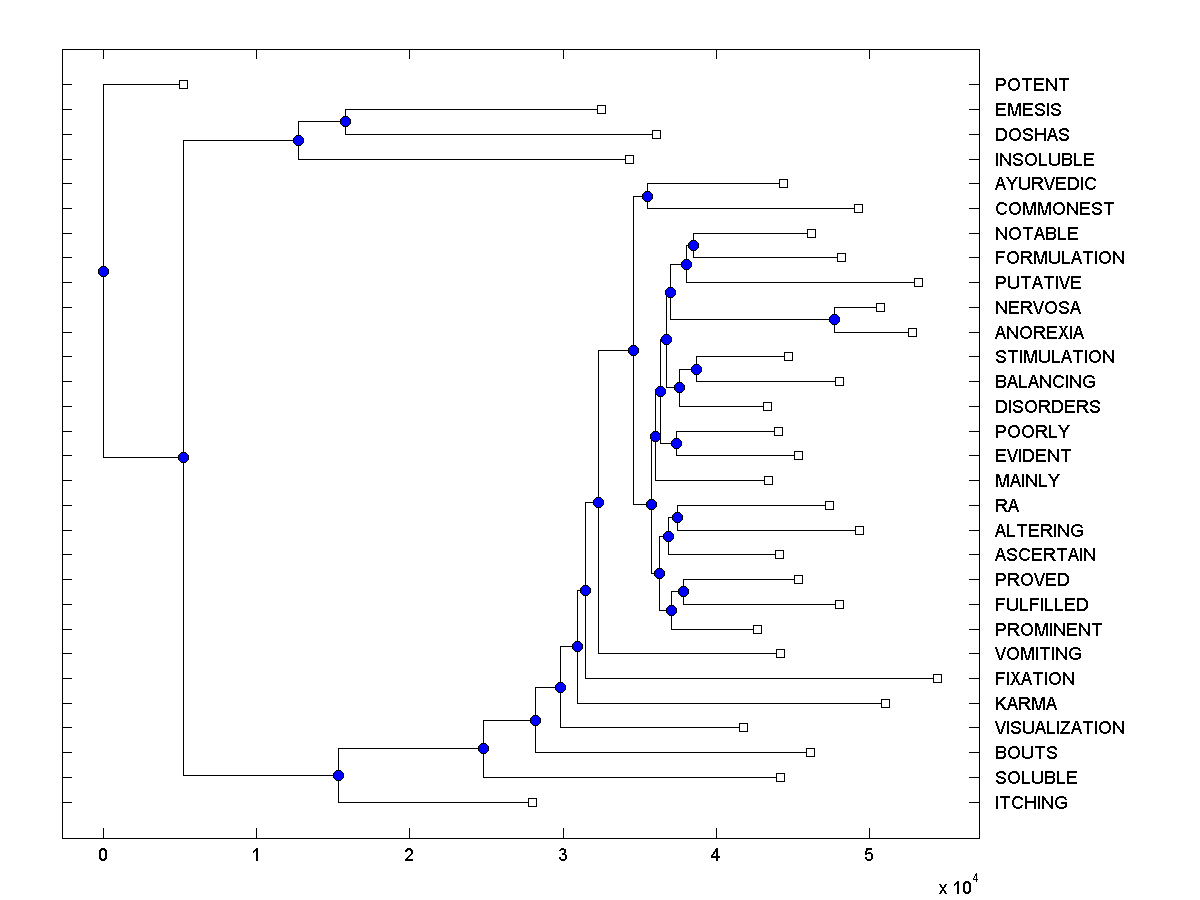 POTENT
EMESIS
DOSHAS
INSOLUBLE
AYURVEDIC
COMMONEST
NOTABLE
FORMULATION
PUTATIVE
NERVOSA
ANOREXIA
STIMULATION
BALANCING
DISORDERS
POORLY
EVIDENT
MAINLY
RA
ALTERING
ASCERTAIN
PROVED
FULFILLED
PROMINENT
VOMITING
FIXATION
KARMA
VISUALIZATION
BOUTS
SOLUBLE
ITCHING
0 1 2 3 4 5
x 10^4